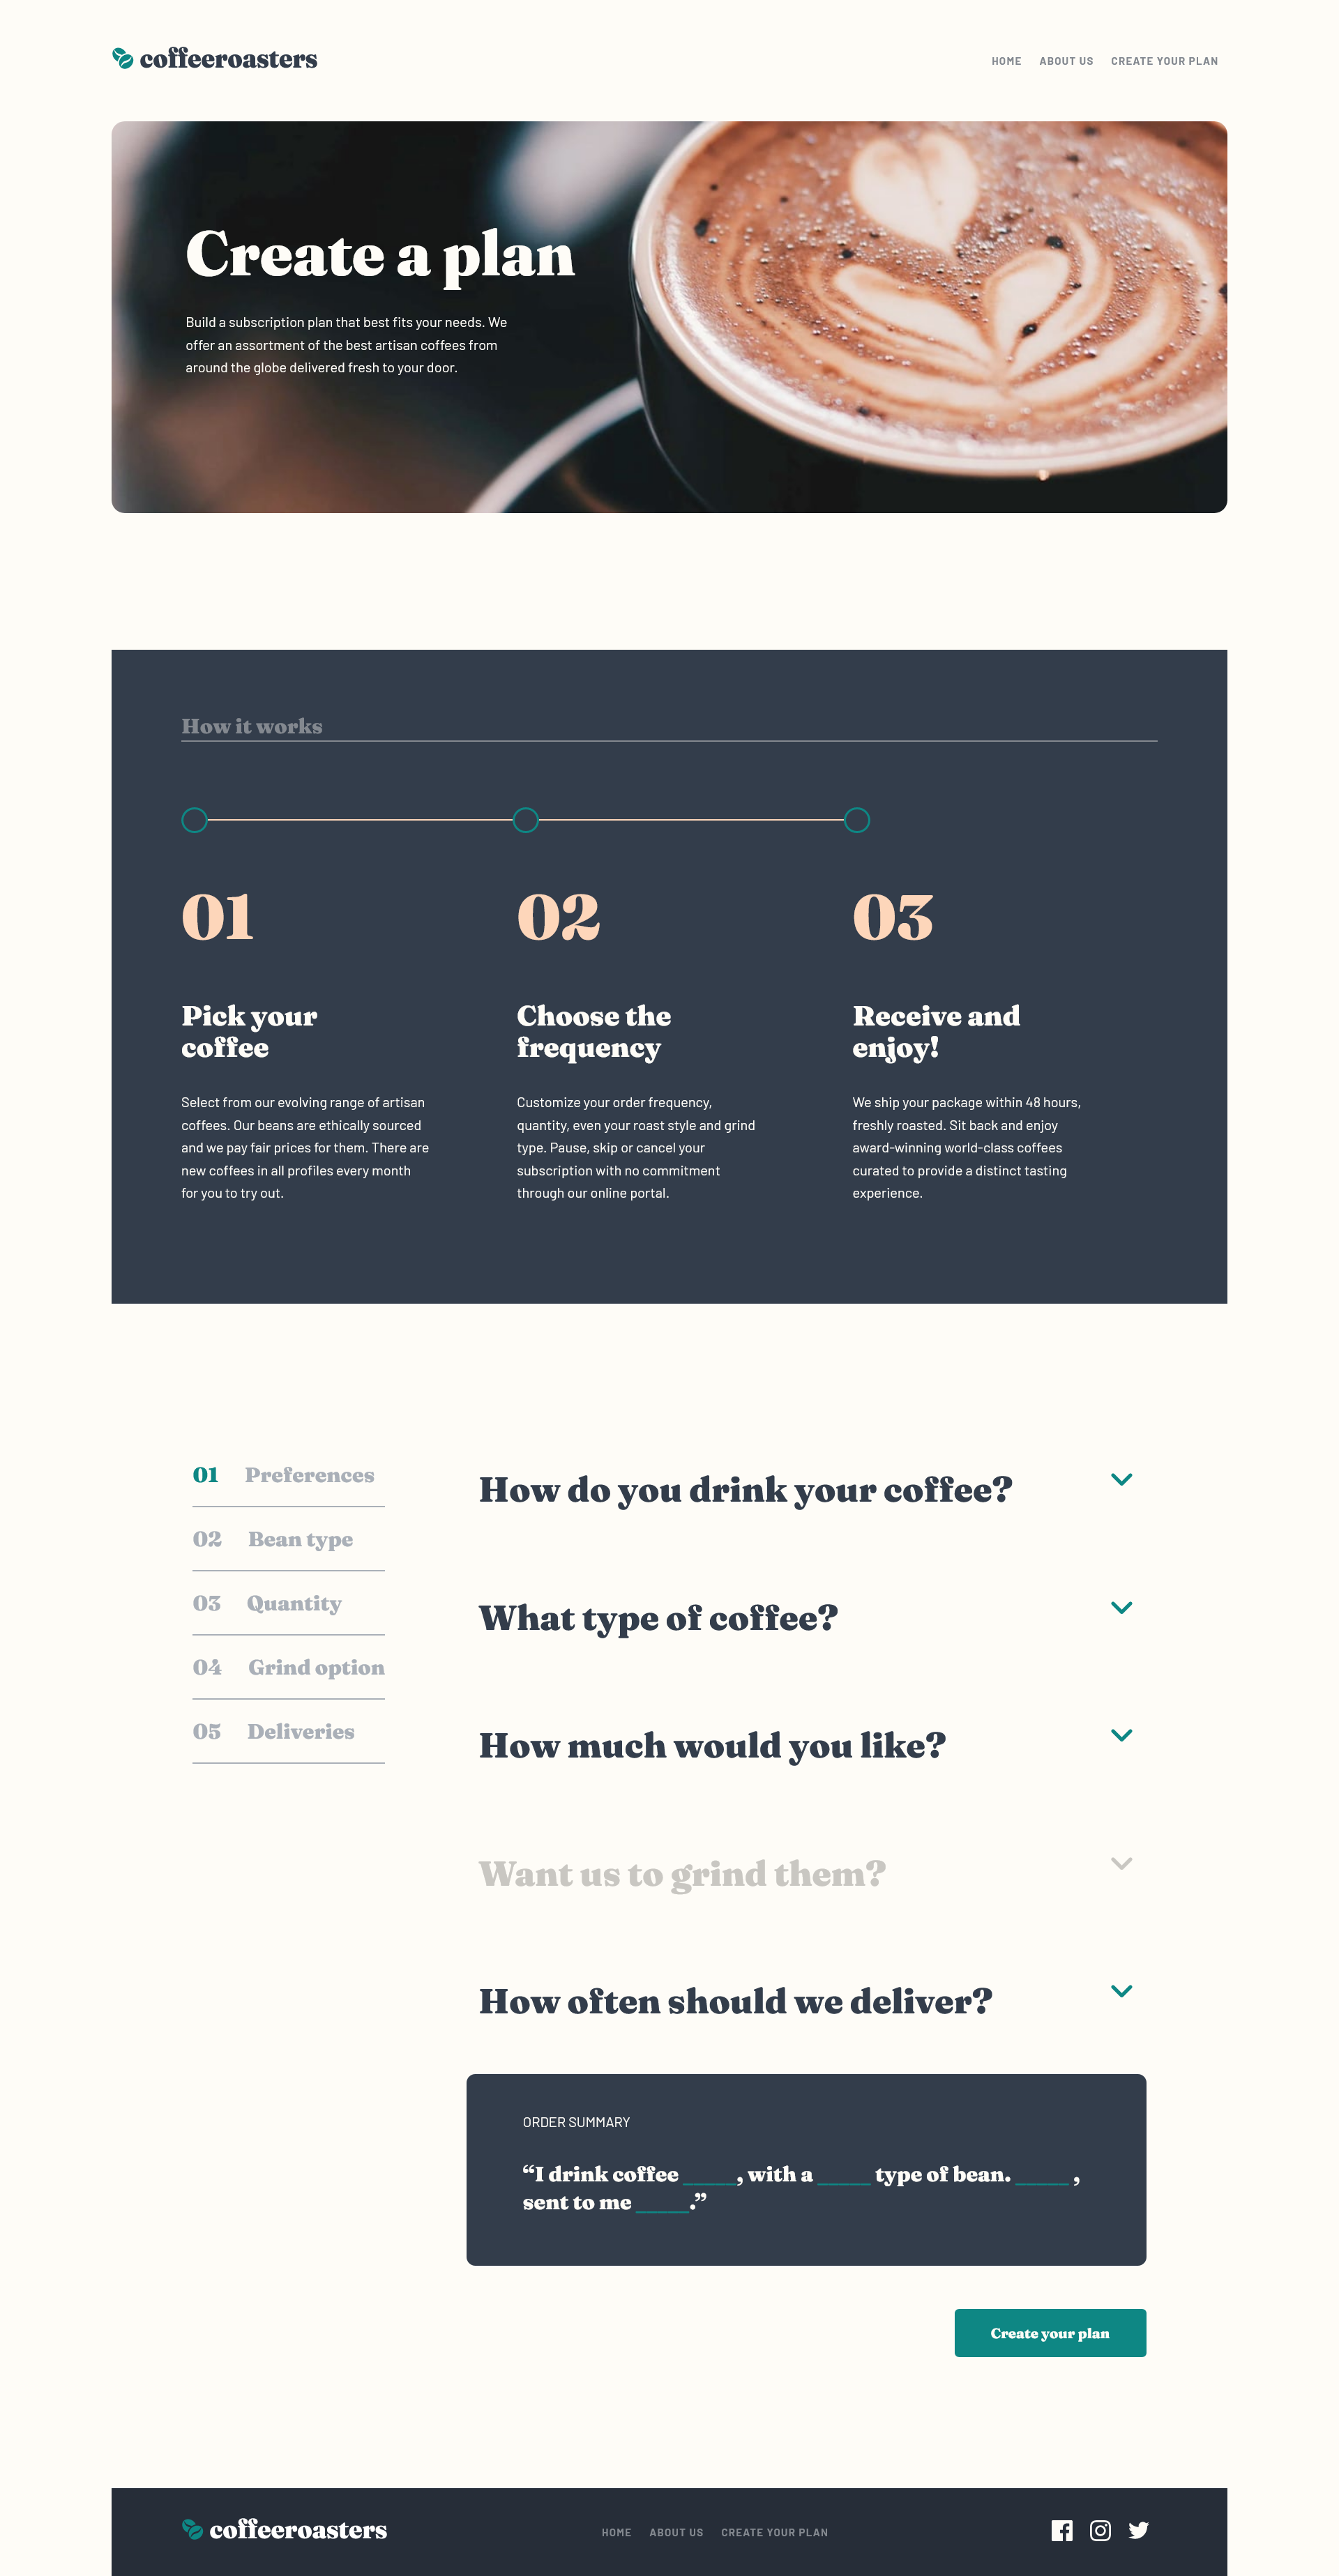 coffeeroasters
HOME ABOUT US CREATE YOUR PLAN
Create a plan
Build a subscription plan that best fits your needs. We
offer an assortment of the best artisan coffees from
around the globe delivered fresh to your door.
How it works
01
Pick your
coffee
Select from our evolving range of artisan
coffees. Our beans are ethically sourced
and we pay fair prices for them. There are
new coffees in all profiles every month
for you to try out.
02
Choose the
frequency
Customize your order frequency,
quantity, even your roast style and grind
type. Pause, skip or cancel your
subscription with no commitment
through our online portal.
03
Receive and
enjoy!
We ship your package within 48 hours,
freshly roasted. Sit back and enjoy
award-winning world-class coffees
curated to provide a distinct tasting
experience.
01 Preferences
02 Bean type
03 Quantity
04 Grind option
05 Deliveries
How do you drink your coffee?
What type of coffee?
How much would you like?
Want us to grind them?
How often should we deliver?
ORDER SUMMARY
“I drink coffee _____, with a _____ type of bean. _____ ,
sent to me _____.”
Create your plan
coffeeroasters
HOME ABOUT US CREATE YOUR PLAN